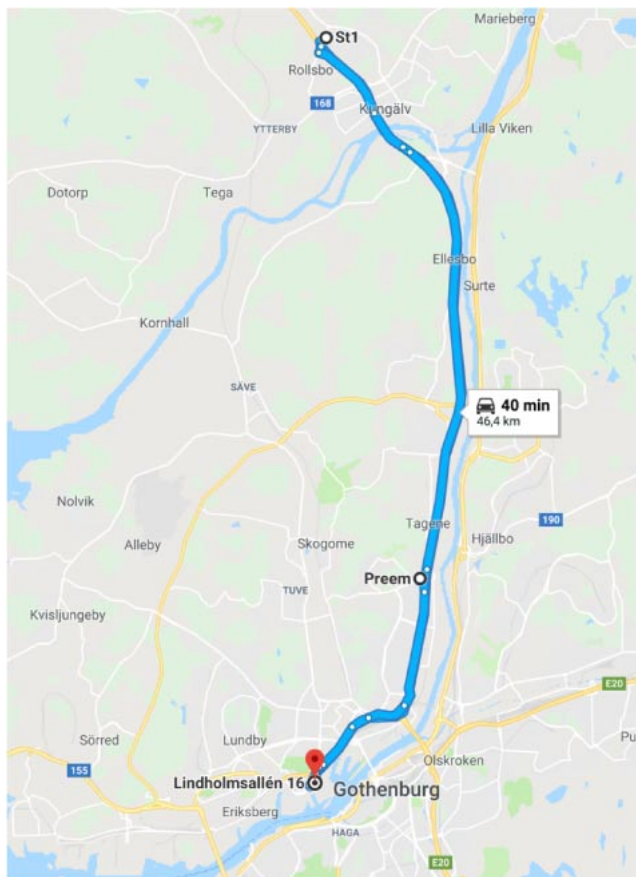 Marieberg
St1
Rollsbo
168
Kungälv
YTTERBY
Lilla Viken
Dotorp
Tega
Ellesbo
Surte
Kornhall
SÄVE
40 min
46,4 km
Nolvik
Tagene
190
Alleby
Skogome
Hjällbo
Preem
TUVE
Kvisljungeby
E20
Sörred
Lundby
Pu
Olskroken
155
Lindholmsallén 16
Gothenburg
Eriksberg
HAGA
E20